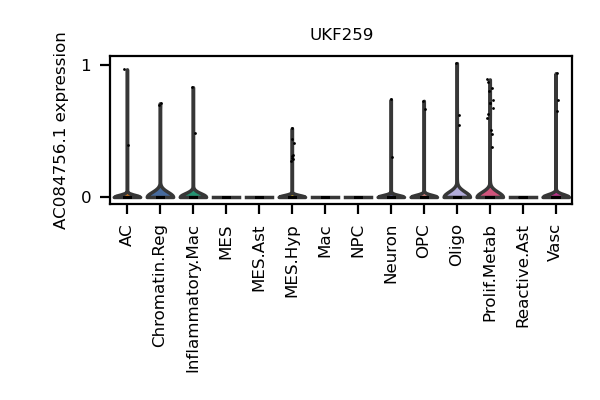 UKF259
AC084756.1 expression
1
0
AC
Chromatin.Reg
Inflammatory.Mac
MES
MES.Ast
MES.Hyp
Mac
NPC
Neuron
OPC
Oligo
Prolif.Metab
Reactive.Ast
Vasc